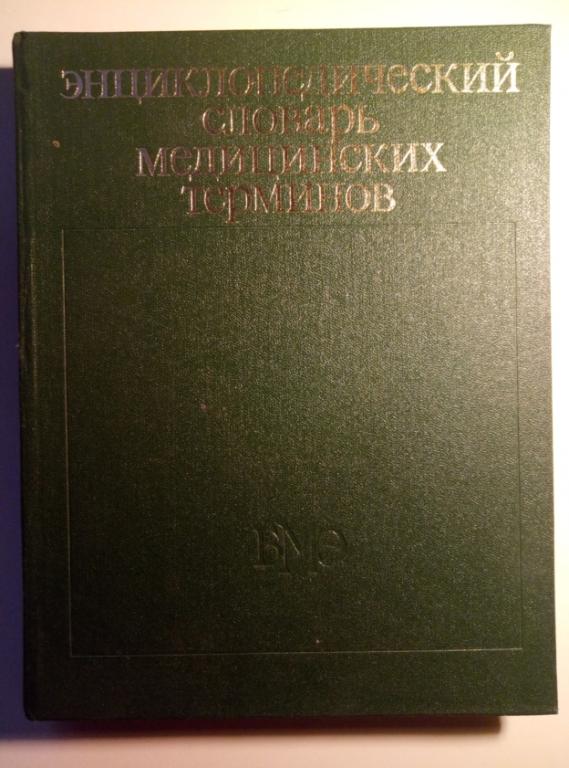 энциклопедический
словарь
медицинских
терминов
БМЭ